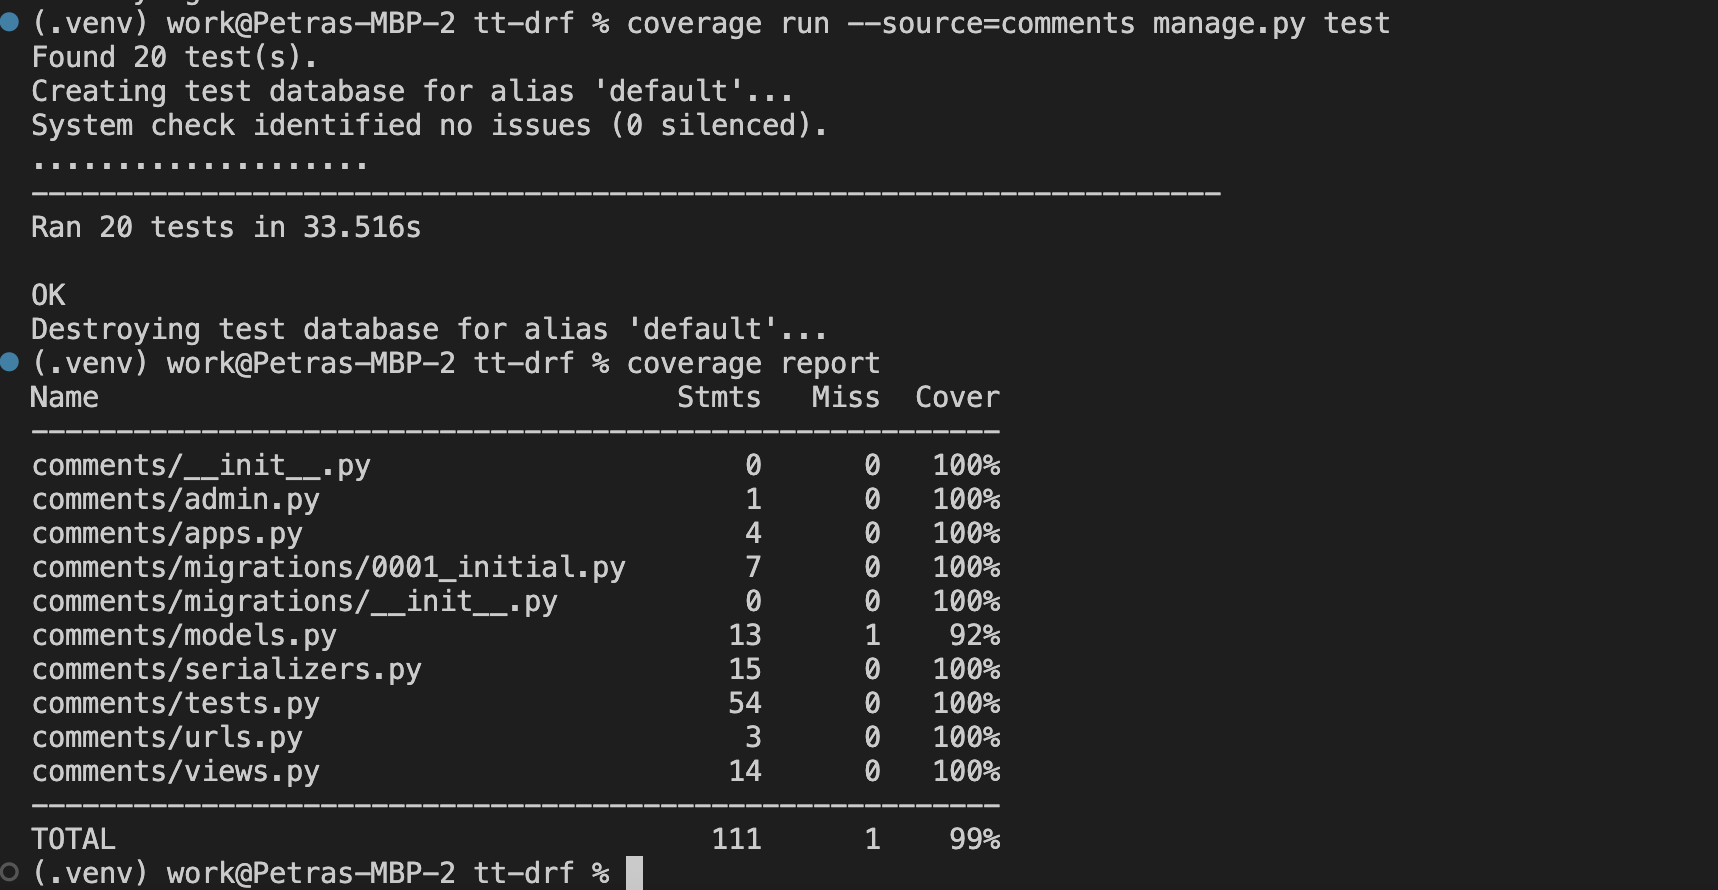 (.venv) work@Petras-MBP-2 tt-drf % coverage run --source=comments manage.py test
Found 20 test(s).
Creating test database for alias 'default'...
System check identified no issues (0 silenced).
....................
----------------------------------------------------------------------
Ran 20 tests in 33.516s
OK
Destroying test database for alias 'default'...
(.venv) work@Petras-MBP-2 tt-drf % coverage report
Name                                  Stmts   Miss  Cover
---------------------------------------------------------
comments/__init__.py                      0      0   100%
comments/admin.py                         1      0   100%
comments/apps.py                          4      0   100%
comments/migrations/0001_initial.py       7      0   100%
comments/migrations/__init__.py           0      0   100%
comments/models.py                       13      1    92%
comments/serializers.py                  15      0   100%
comments/tests.py                        54      0   100%
comments/urls.py                          3      0   100%
comments/views.py                        14      0   100%
---------------------------------------------------------
TOTAL                                   111      1    99%
(.venv) work@Petras-MBP-2 tt-drf %